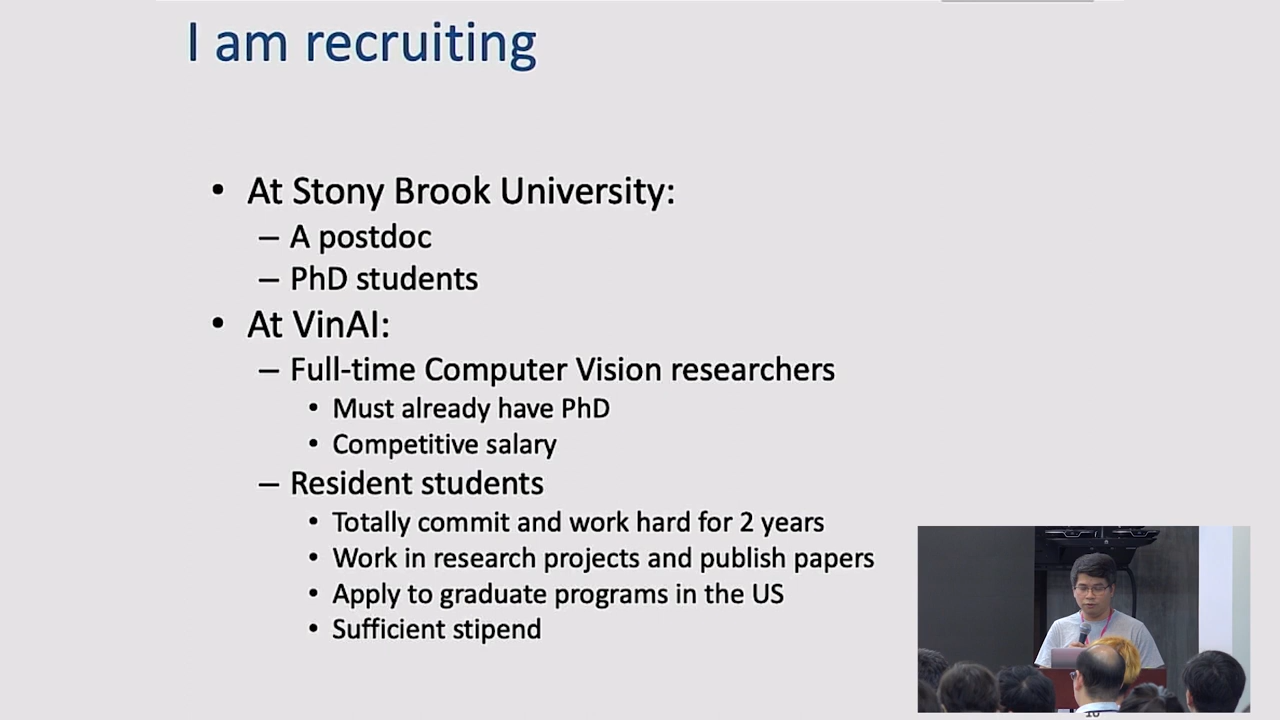 I am recruiting
• At Stony Brook University:
– A postdoc
– PhD students
• At VinAI:
– Full-time Computer Vision researchers
• Must already have PhD
• Competitive salary
– Resident students
• Totally commit and work hard for 2 years
• Work in research projects and publish papers
• Apply to graduate programs in the US
• Sufficient stipend